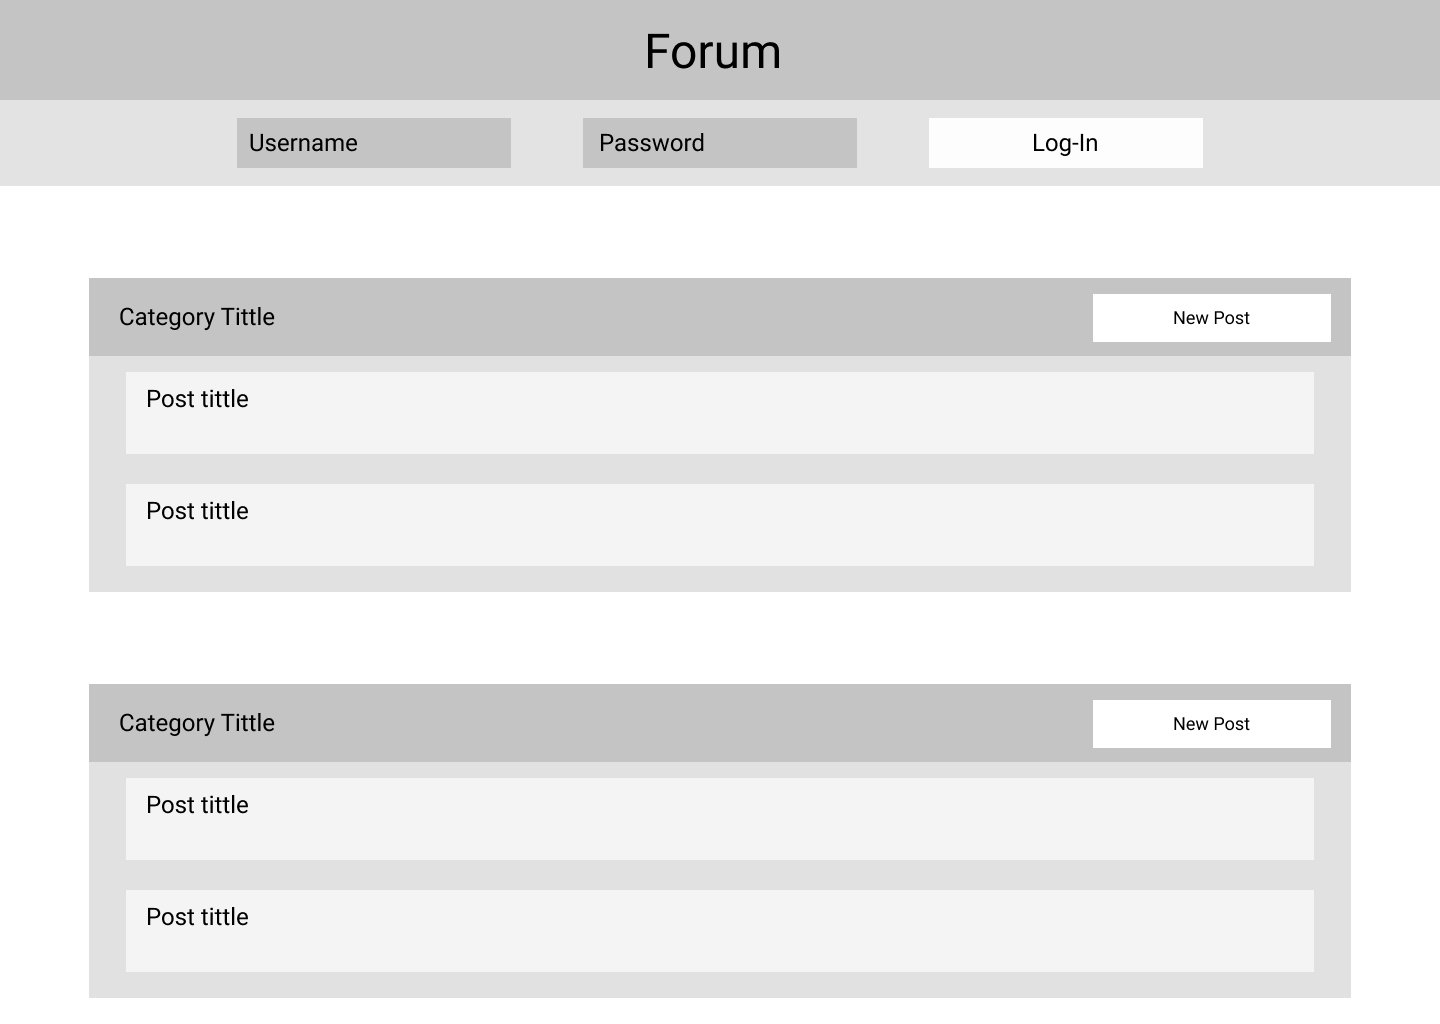 Forum
Username
Password
Log-In
Category Tittle
New Post
Post tittle
Post tittle
Category Tittle
New Post
Post tittle
Post tittle